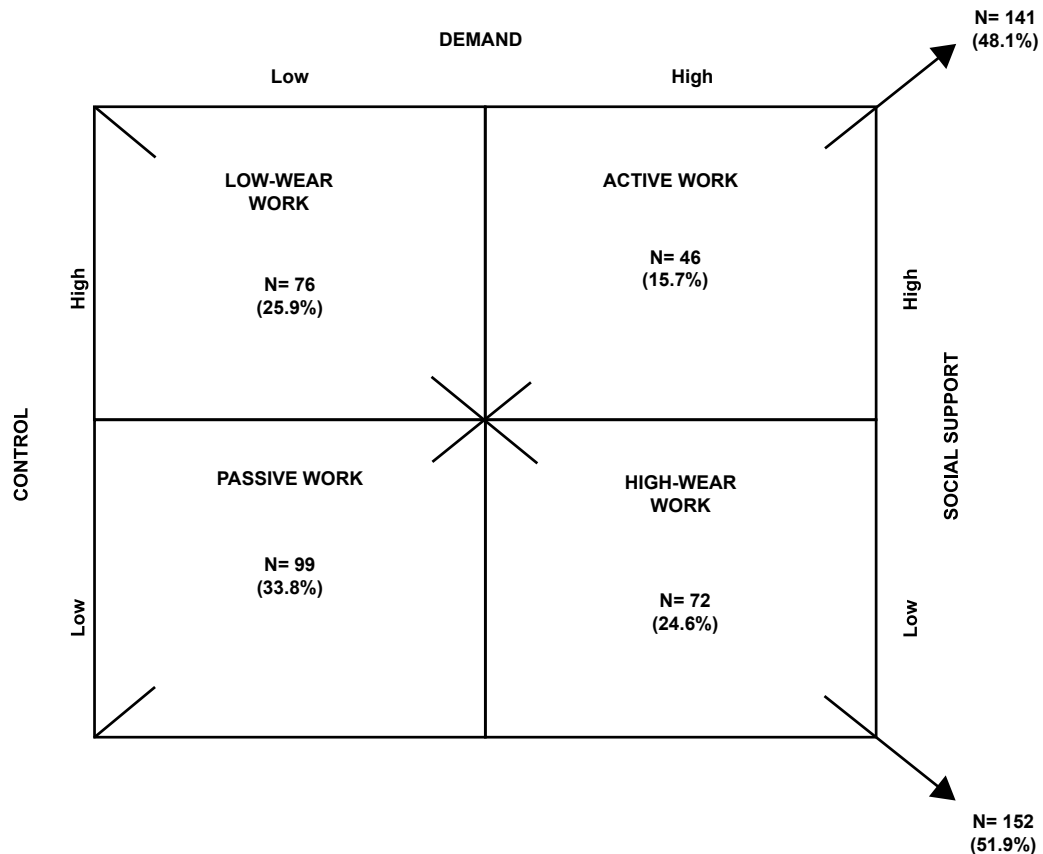 N= 141
(48.1%)
DEMAND
Low
High
LOW-WEAR
WORK
ACTIVE WORK
N= 46
(15.7%)
N= 76
(25.9%)
High
High
CONTROL
SOCIAL SUPPORT
PASSIVE WORK
HIGH-WEAR
WORK
N= 99
(33.8%)
N= 72
(24.6%)
Low
Low
N= 152
(51.9%)